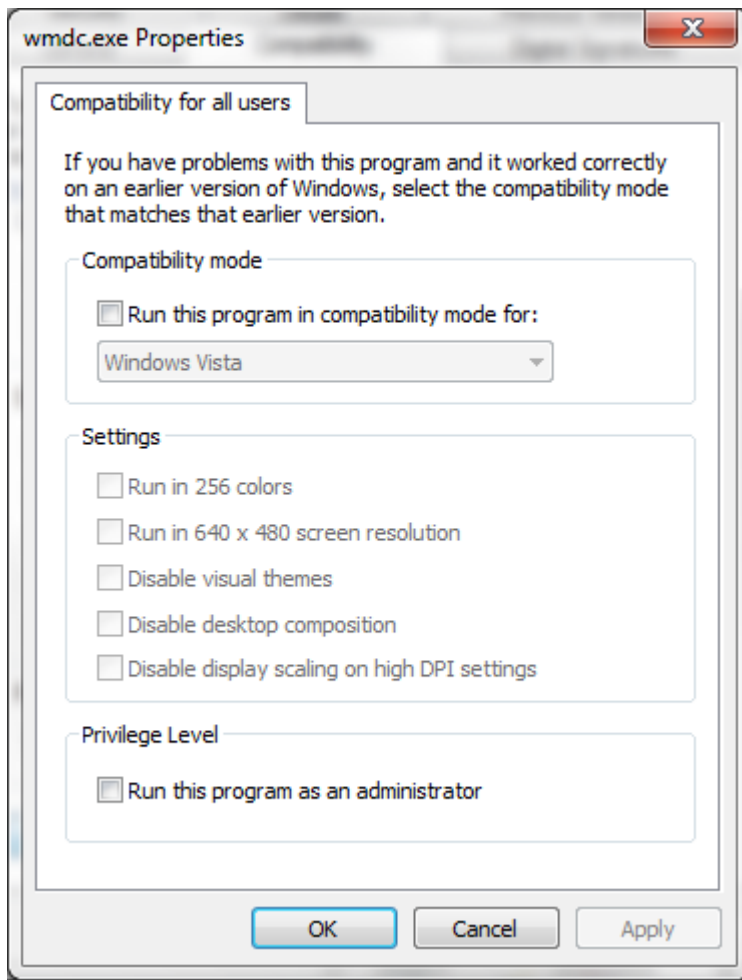 wmdc.exe Properties
Compatibility for all users
If you have problems with this program and it worked correctly
on an earlier version of Windows, select the compatibility mode
that matches that earlier version.
Compatibility mode
Run this program in compatibility mode for:
Windows Vista
Settings
Run in 256 colors
Run in 640 x 480 screen resolution
Disable visual themes
Disable desktop composition
Disable display scaling on high DPI settings
Privilege Level
Run this program as an administrator
OK Cancel Apply